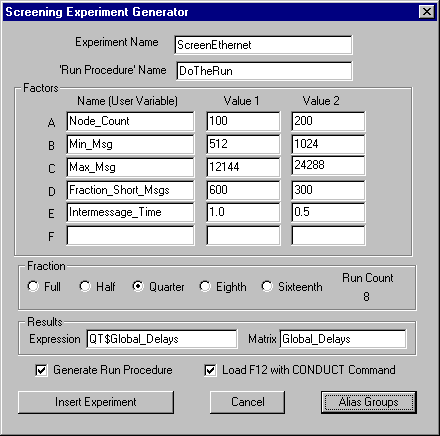 Screening Experiment Generator
Experiment Name ScreenEthernet
'Run Procedure' Name DoTheRun
Factors
Name (User Variable) Value 1 Value 2
A Node_Count 100 200
B Min_Msg 512 1024
C Max_Msg 12144 24288
D Fraction_Short_Msgs 600 300
E Intermessage_Time 1.0 0.5
F
Fraction
Full Half Quarter Eighth Sixteenth Run Count
8
Results
Expression QT$Global_Delays Matrix Global_Delays
Generate Run Procedure Load F12 with CONDUCT Command
Insert Experiment Cancel Alias Groups